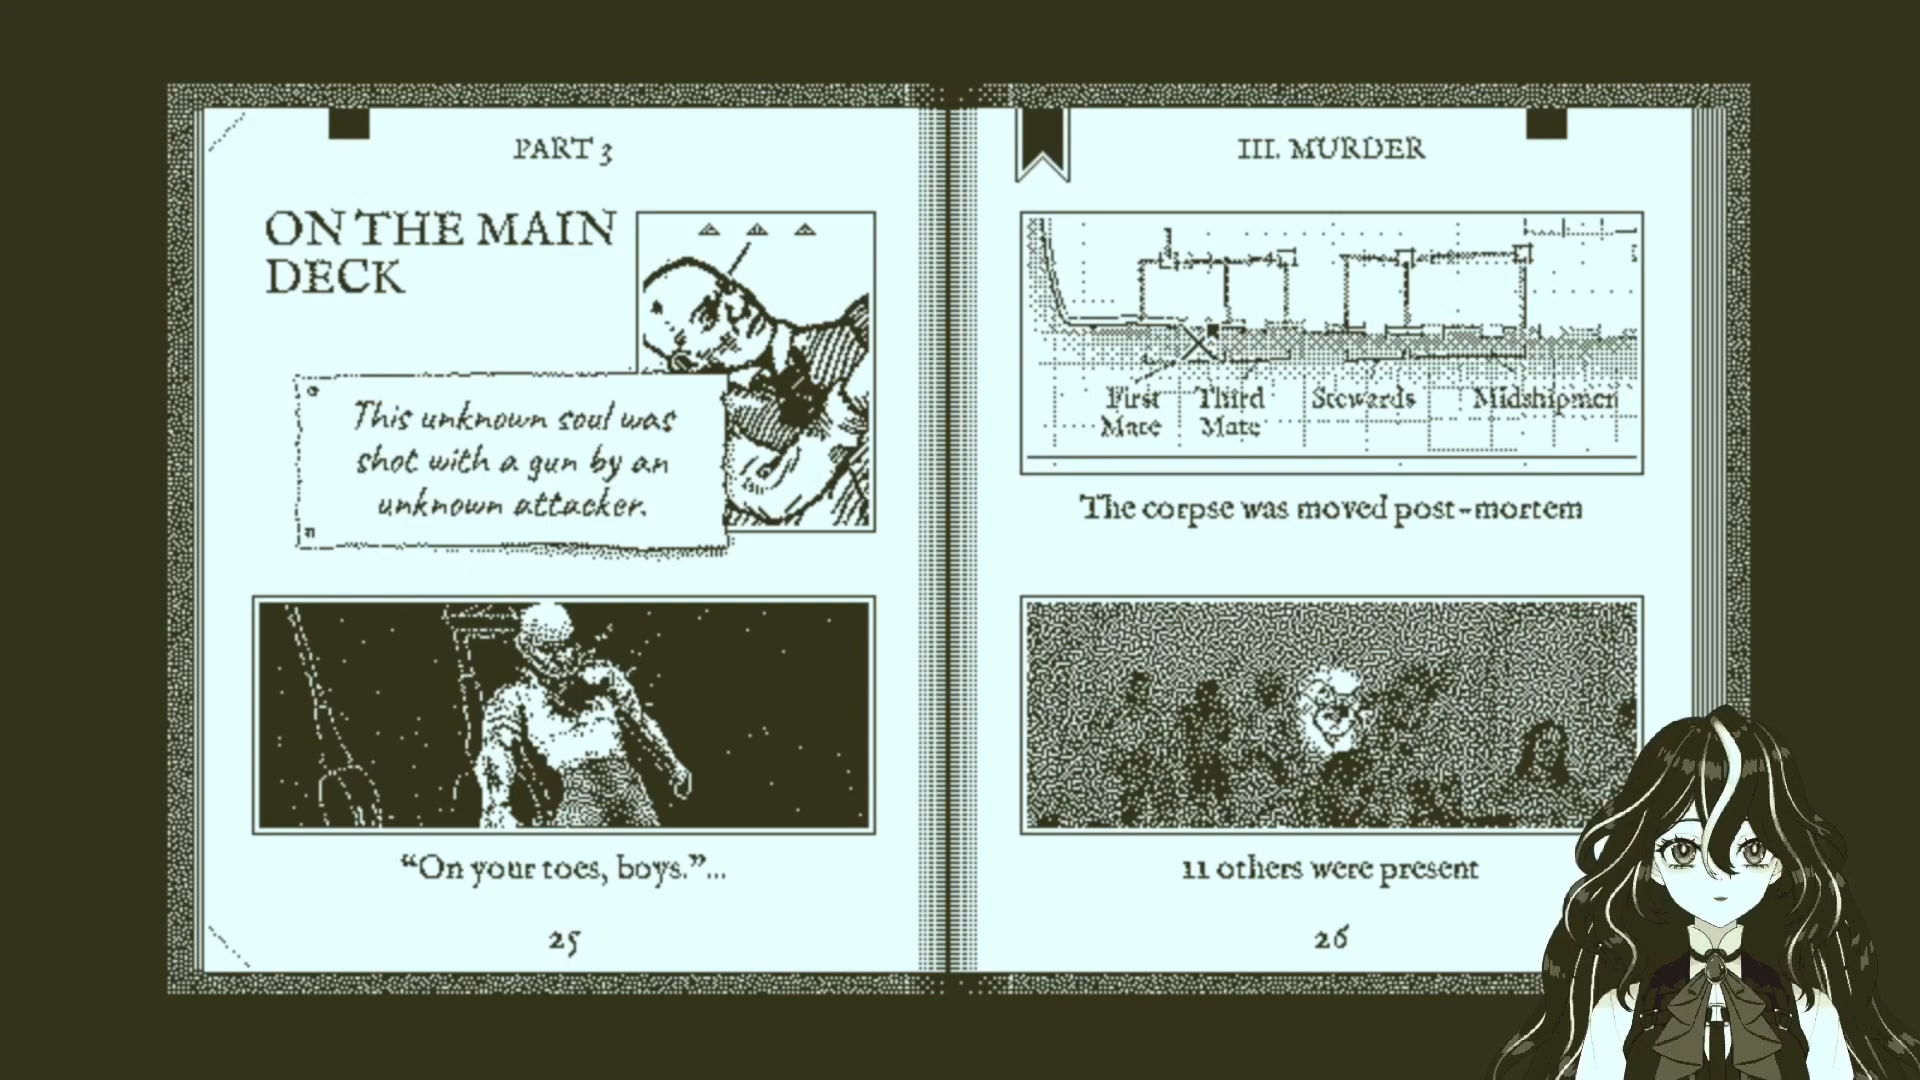 PART 3
ON THE MAIN
DECK
This unknown soul was
shot with a gun by an
unknown attacker.
“On your toes, boys.”...
25
III. MURDER
First
Mate
Third
Mate
Stewards
Midshipmen
The corpse was moved post-mortem
11 others were present
26